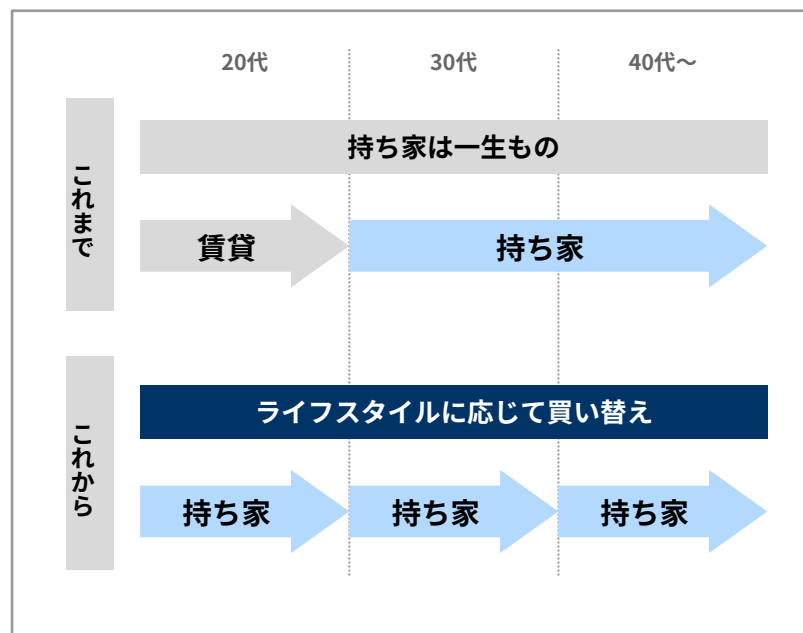 20代
30代
40代～
これまで
持ち家は一生もの
賃貸
持ち家
これから
ライフスタイルに応じて買い替え
持ち家
持ち家
持ち家